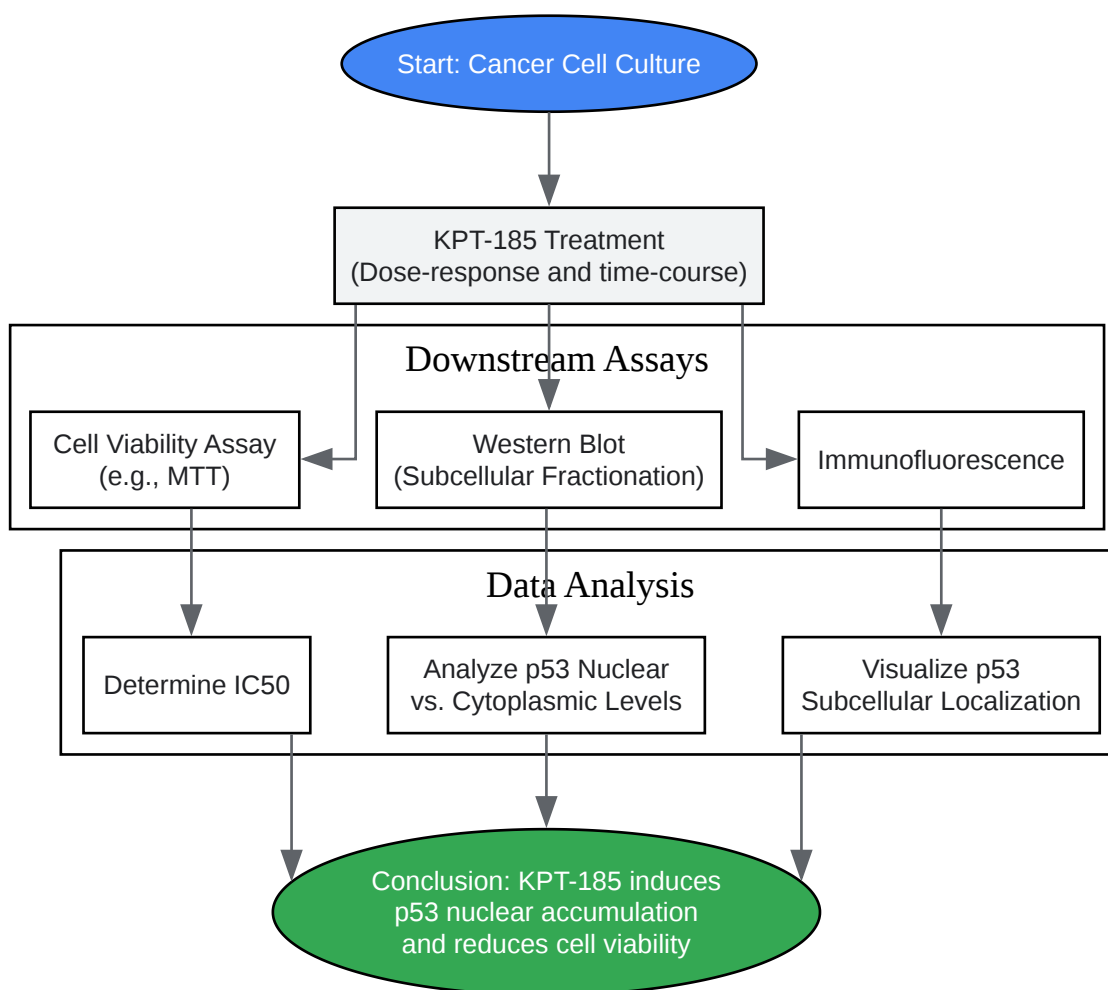 Start: Cancer Cell Culture
KPT-185 Treatment
(Dose-response and time-course)
Downstream Assays
Cell Viability Assay
(e.g., MTT)
Western Blot
(Subcellular Fractionation)
Immunofluorescence
Data Analysis
Determine IC50
Analyze p53 Nuclear
vs. Cytoplasmic Levels
Visualize p53
Subcellular Localization
Conclusion: KPT-185 induces
p53 nuclear accumulation
and reduces cell viability